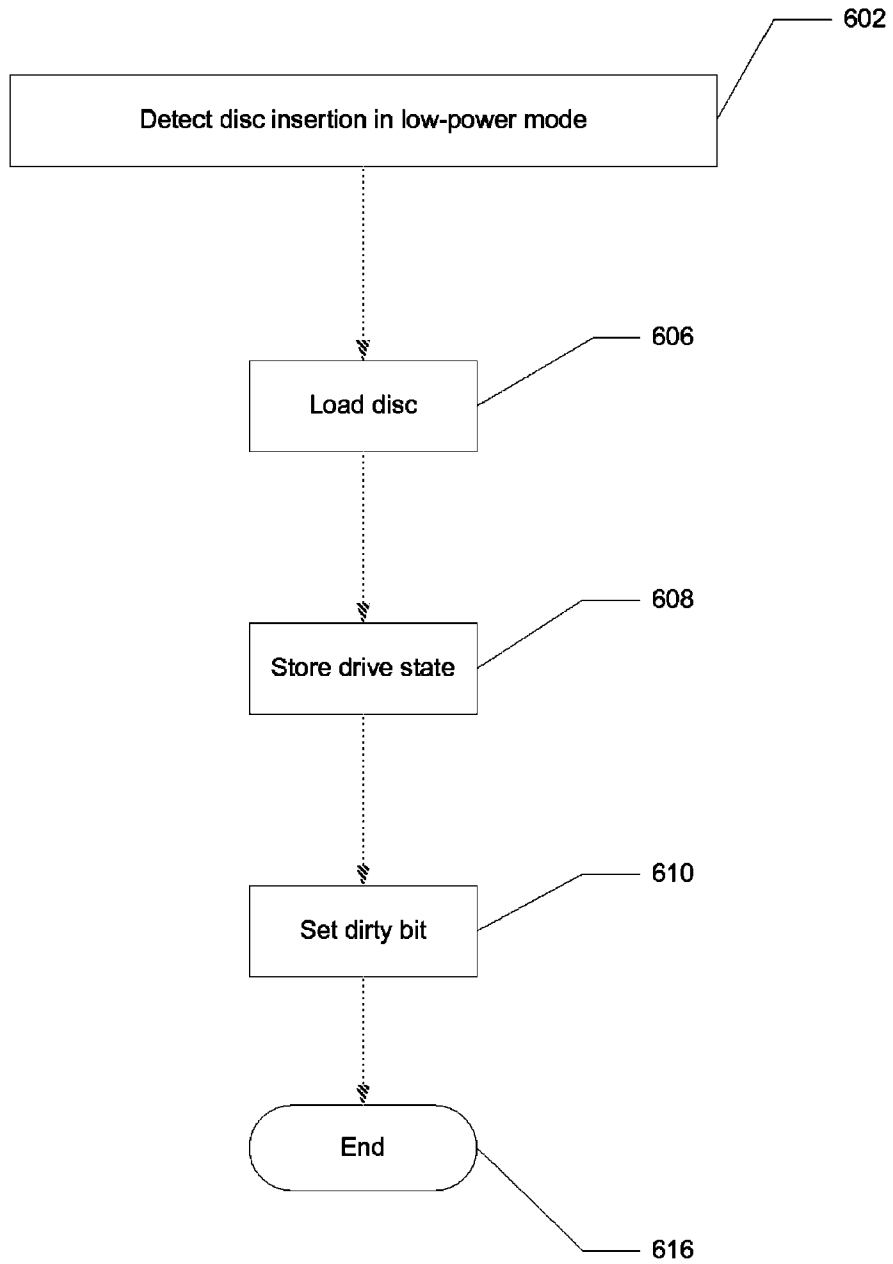 602
Detect disc insertion in low-power mode
606
Load disc
608
Store drive state
610
Set dirty bit
End
616